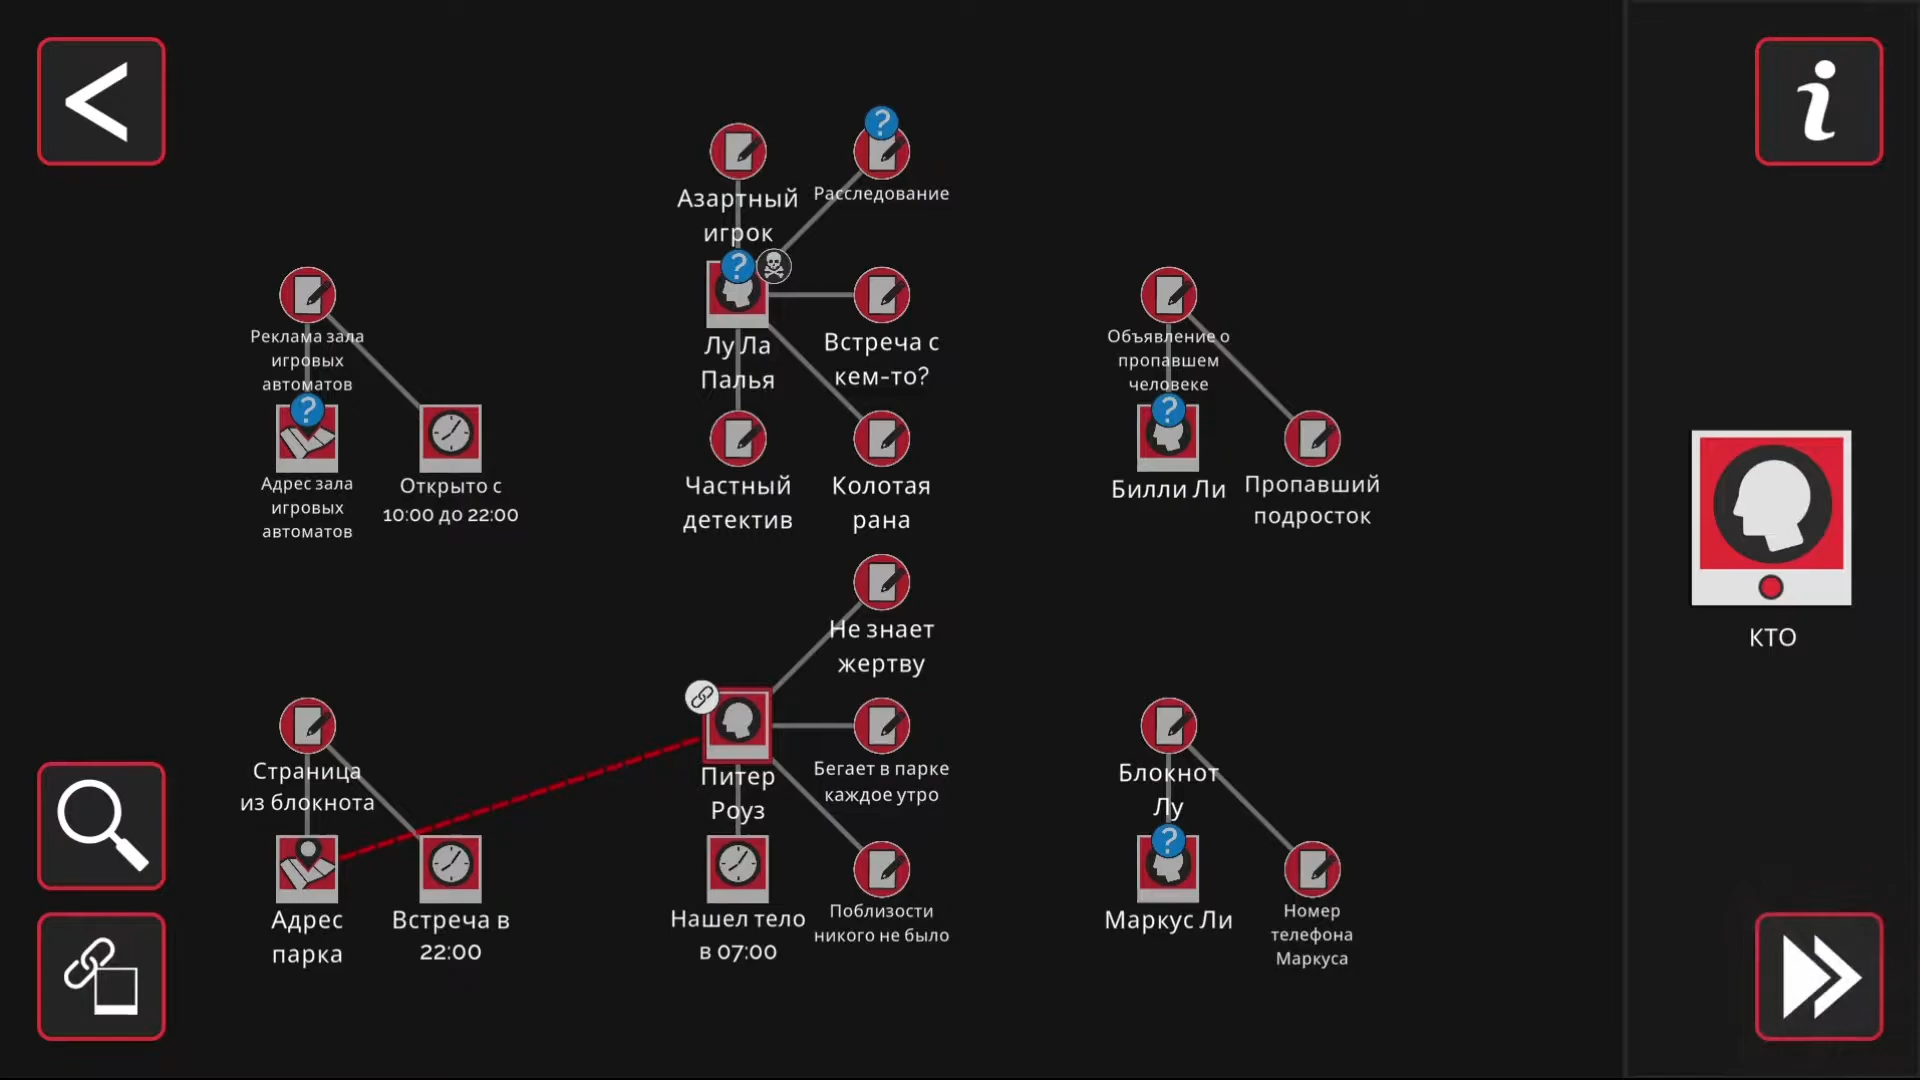 Азартный
игрок
Расследование
Реклама зала
игровых
автоматов
Лу Ла
Палья
Встреча с
кем-то?
Объявление о
пропавшем
человеке
Адрес зала
игровых
автоматов
Открыто с
10:00 до 22:00
Частный
детектив
Колотая
рана
Билли Ли
Пропавший
подросток
КТО
Не знает
жертву
Страница
из блокнота
Питер
Роуз
Бегает в парке
каждое утро
Блокнот
Лу
Адрес
парка
Встреча в
22:00
Нашел тело
в 07:00
Поблизости
никого не было
Маркус Ли
Номер
телефона
Маркуса